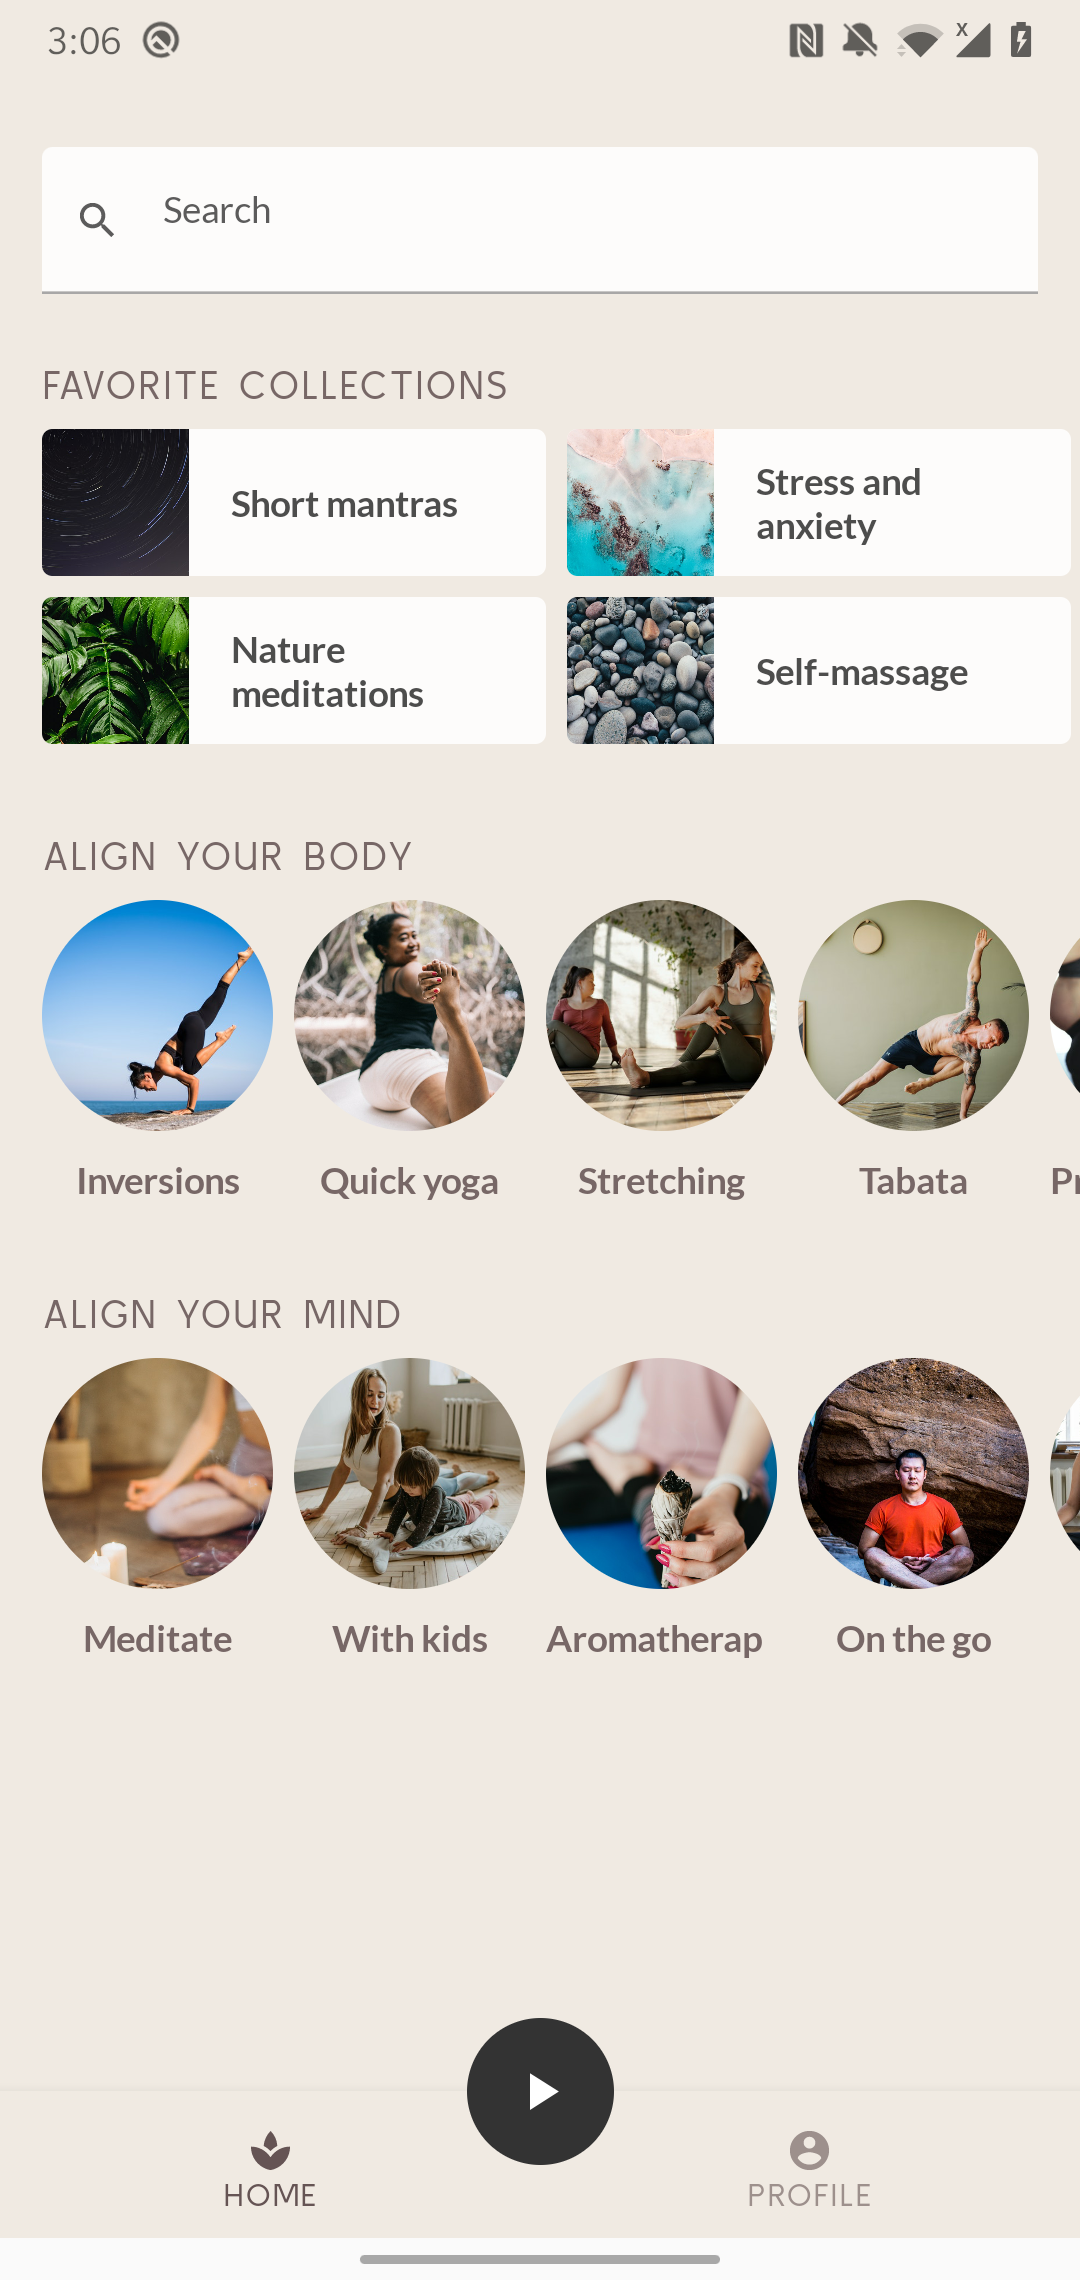 3:06
Search
FAVORITE COLLECTIONS
Short mantras
Stress and
anxiety
Nature
meditations
Self-massage
ALIGN YOUR BODY
Inversions
Quick yoga
Stretching
Tabata
Pr
ALIGN YOUR MIND
Meditate
With kids
Aromatherap
On the go
HOME
PROFILE